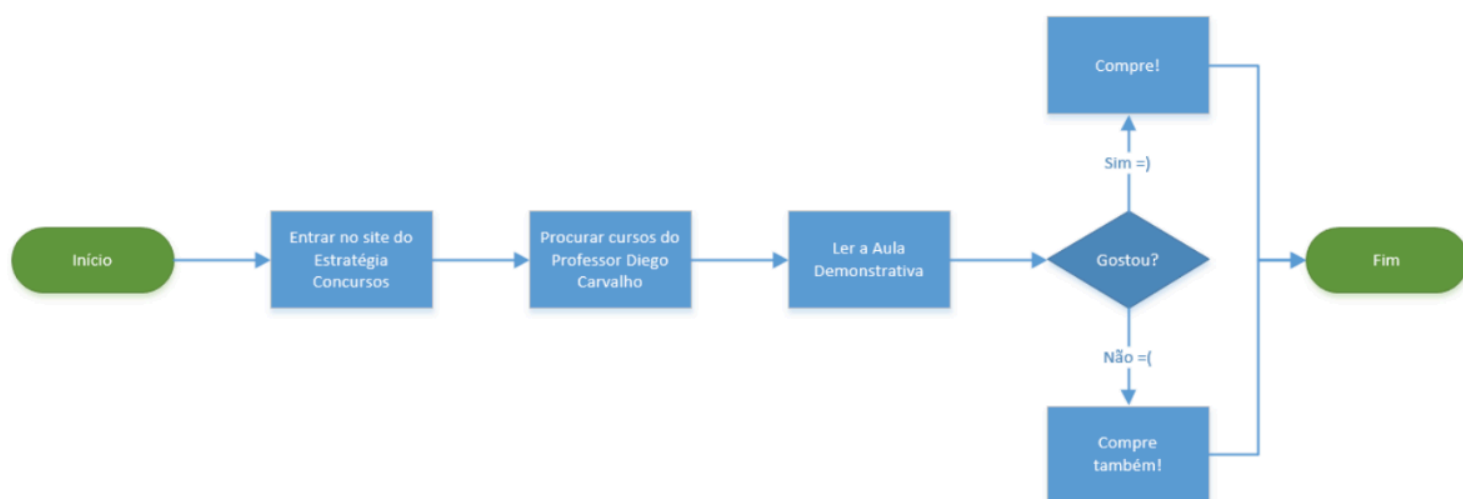 Início
Entrar no site do
Estratégia
Concursos
Procurar cursos do
Professor Diego
Carvalho
Ler a Aula
Demonstrativa
Gostou?
Sim =)
Compre!
Não =(
Compre
também!
Fim